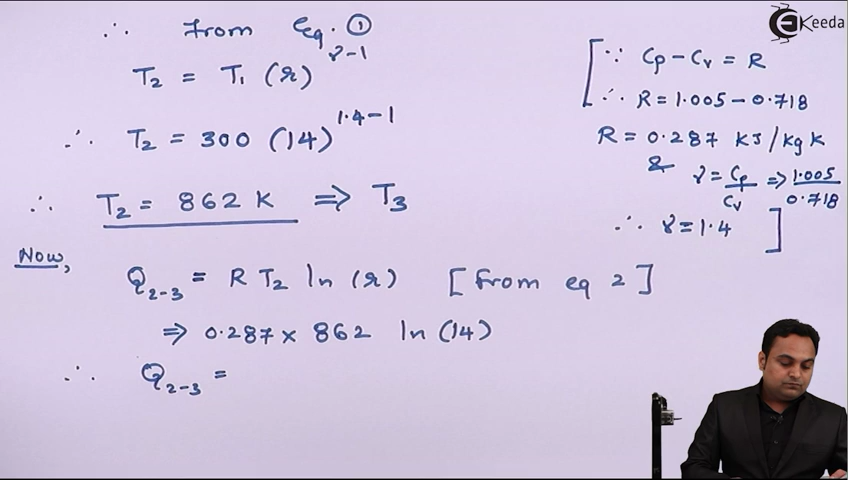 ∴ from Eq. ①
T₂ = T₁ (r)^γ-1
∴ T₂ = 300 (14)^1.4-1
∴ T₂ = 862 K ⇒ T₃
Now,
Q₂₋₃ = R T₂ ln (r) [from eq 2]
⇒ 0.287 × 862 ln (14)
∴ Q₂₋₃ =
[∵ Cp - Cv = R
∴ R = 1.005 - 0.718
R = 0.287 KJ/kg K
& γ = Cp/Cv ⇒ 1.005/0.718
∴ γ = 1.4 ]
Ekeeda